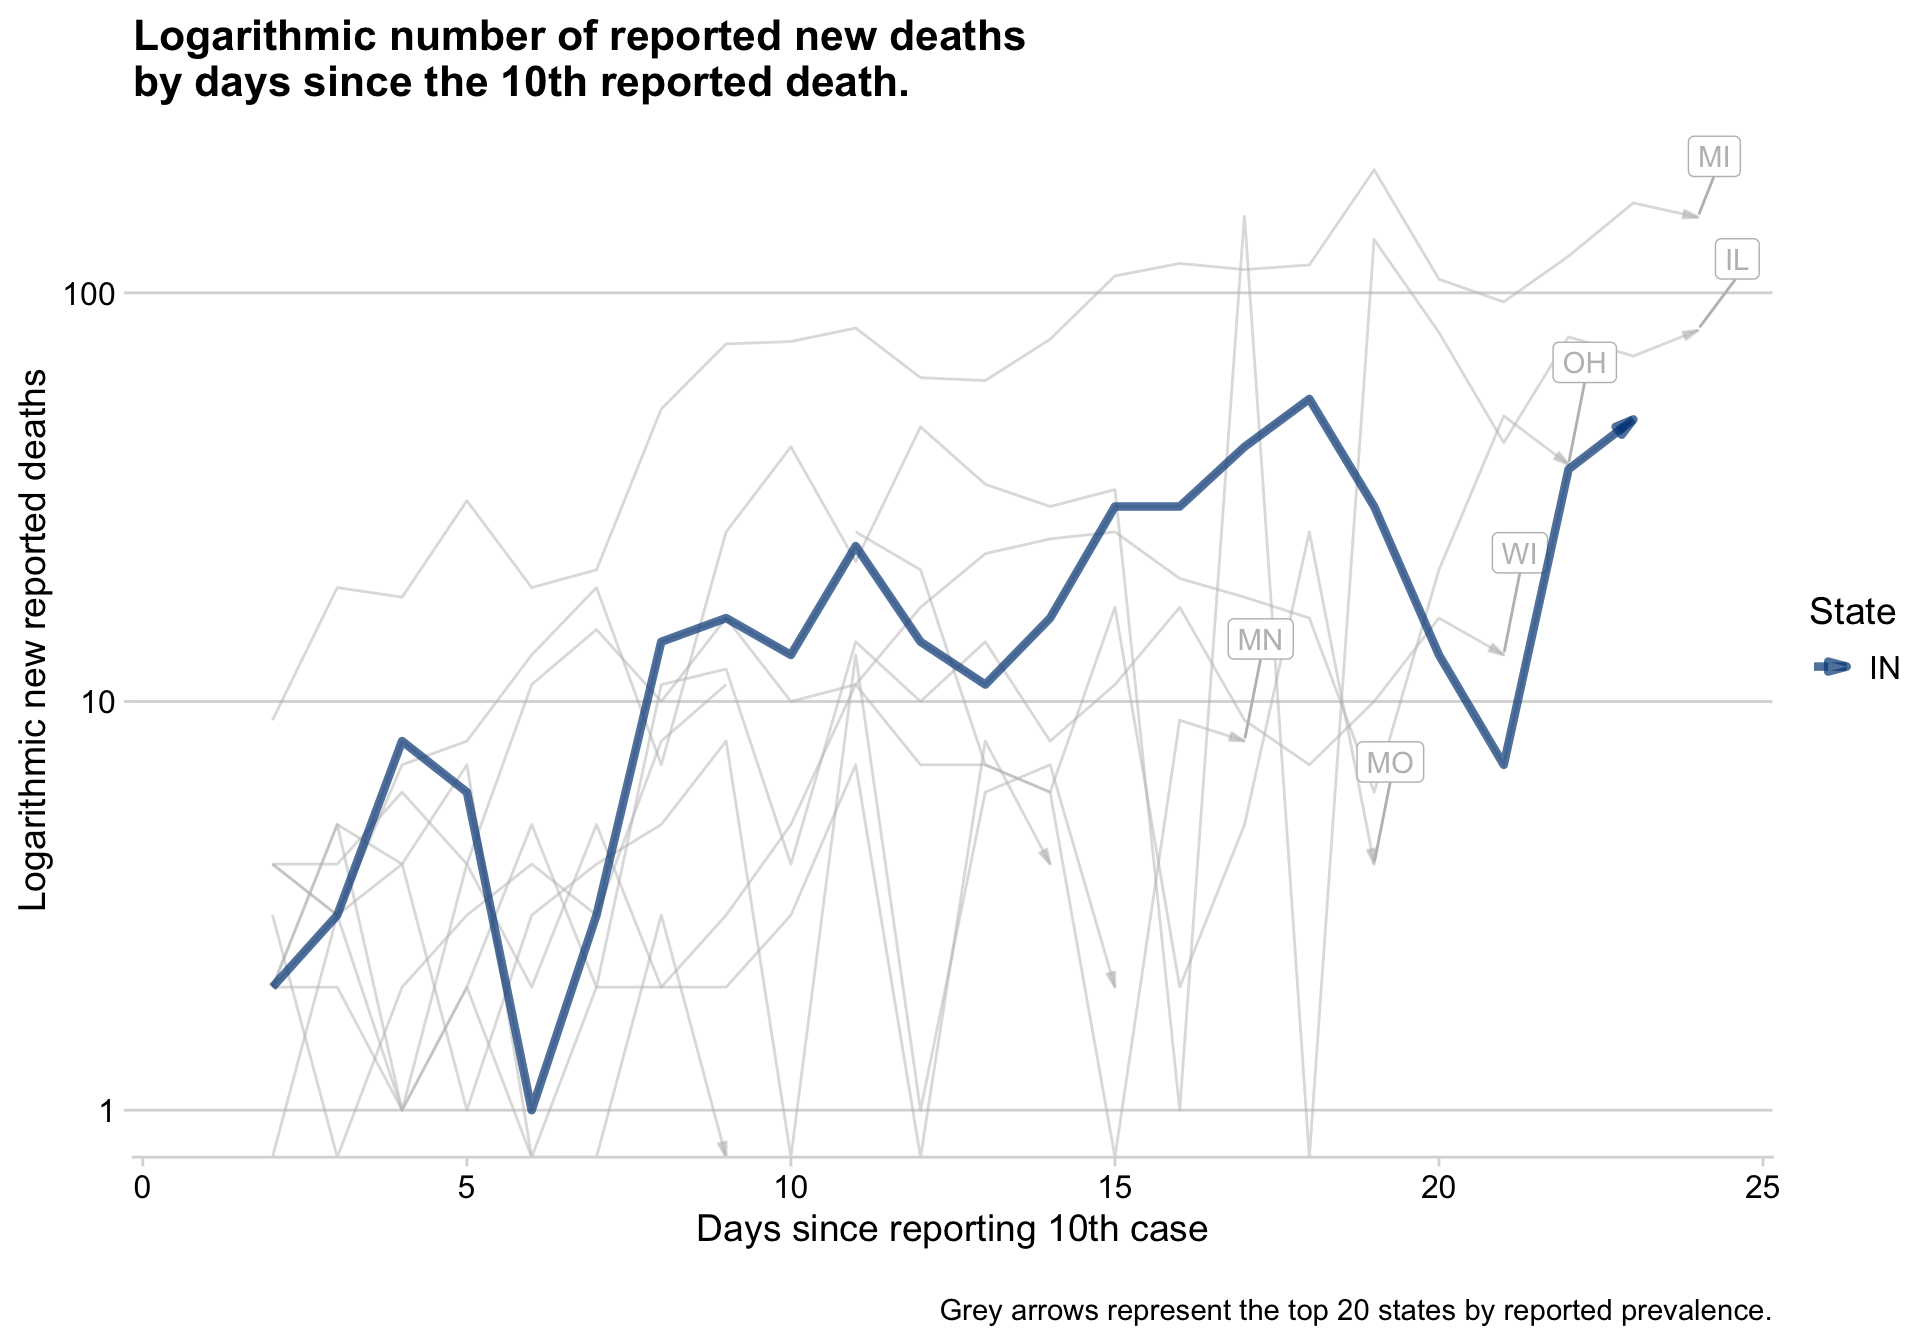 Logarithmic number of reported new deaths
by days since the 10th reported death.
MI
IL
100
OH
WI
MN
10
MO
1
Logarithmic new reported deaths
State
IN
0 5 10 15 20 25
Days since reporting 10th case
Grey arrows represent the top 20 states by reported prevalence.